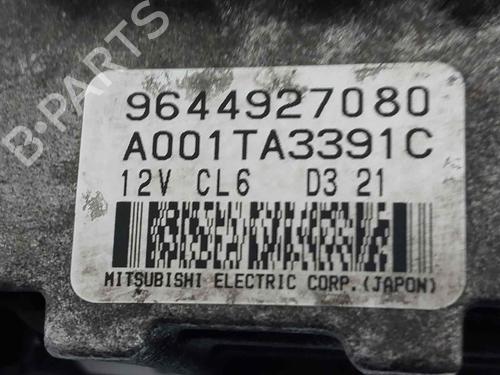 B-PARTS
9644927080
A001TA3391C
12V CL6 D3 21
MITSUBISHI ELECTRIC CORP.(JAPON)